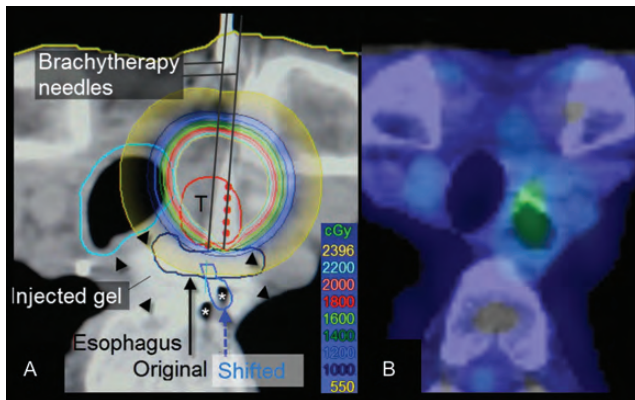 Brachytherapy
needles
T
cGy
2396
2200
2000
1800
1600
1400
1200
1000
550
Injected gel
* *
Esophagus
Original
Shifted
A
B